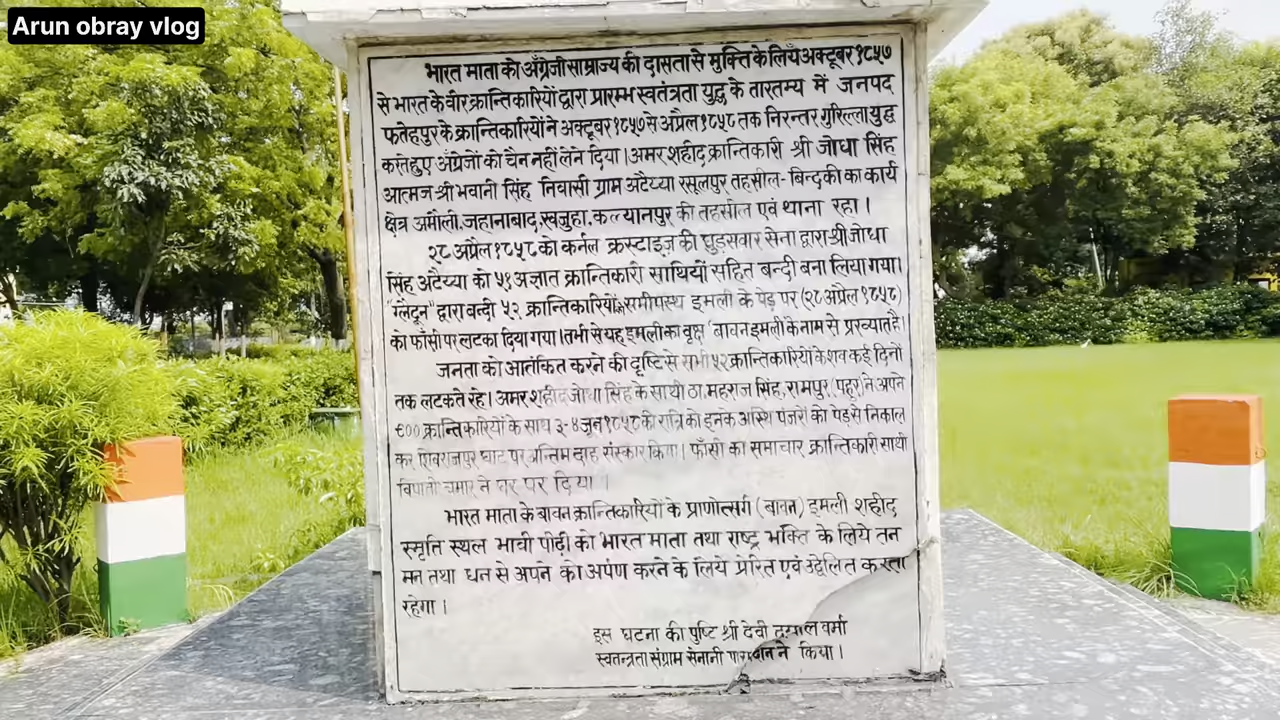 Arun obray vlog
भारत माता को अंग्रेजी साम्राज्य की दासता से मुक्ति के लिये अक्टूबर १८५७
से भारत के वीर क्रान्तिकारियों द्वारा प्रारम्भ स्वतंत्रता युद्ध के तारतम्य में जनपद
फतेहपुर के क्रान्तिकारियों ने अक्टूबर १८५७ से अप्रैल १८५८ तक निरन्तर गुरिल्ला युद्ध
करते हुए अंग्रेजों को चैन नहीं लेने दिया। अमर शहीद क्रान्तिकारी श्री जोधा सिंह
आत्मज श्री भवानी सिंह निवासी ग्राम अटैय्या रसूलपुर तहसील- बिन्दकी का कार्य
क्षेत्र अमौली, जहानाबाद, खजुहा, कल्यानपुर की तहसील एवं थाना रहा।
२८ अप्रैल १८५८ को कर्नल क्रस्टाइज़ की घुड़सवार सेना द्वारा श्री जोधा
सिंह अटैय्या को ५१ अज्ञात क्रान्तिकारी साथियों सहित बन्दी बना लिया गया।
द्वारा बन्दी ५२ क्रान्तिकारियों समीपस्थ इमली के पेड़ पर (२८ अप्रैल १८५८)
को फाँसी पर लटका दिया गया। तभी से यह इमली का वृक्ष "बावन इमली" के नाम से प्रख्यात है।
जनता को आतंकित करने की दृष्टि से सभी ५२ क्रान्तिकारियों के शव कई दिनों
तक लटकते रहे। अमर शहीद जोधा सिंह के साथी ठा. महराज सिंह, रामपुर (पहूर) ने अपने
९०० क्रान्तिकारियों के साथ ३-४ जून १८५८ की रात्रि को इनके अस्थि पंजरों को पेड़ से निकाल
कर शिवराजपुर घाट पर अन्तिम दाह संस्कार किया। फाँसी का समाचार क्रान्तिकारी साथी
चमार ने घर पर दिया।
भारत माता के बावन क्रान्तिकारियों के प्राणोत्सर्ग (बावन) इमली शहीद
स्मृति स्थल भावी पीढ़ी को भारत माता तथा राष्ट्र भक्ति के लिये तन
मन तथा धन से अपने को अर्पण करने के लिये प्रेरित एवं उद्वेलित करता
रहेगा।
इस घटना की पुष्टि श्री देवी दयाल वर्मा
स्वतन्त्रता संग्राम सेनानी ने किया।